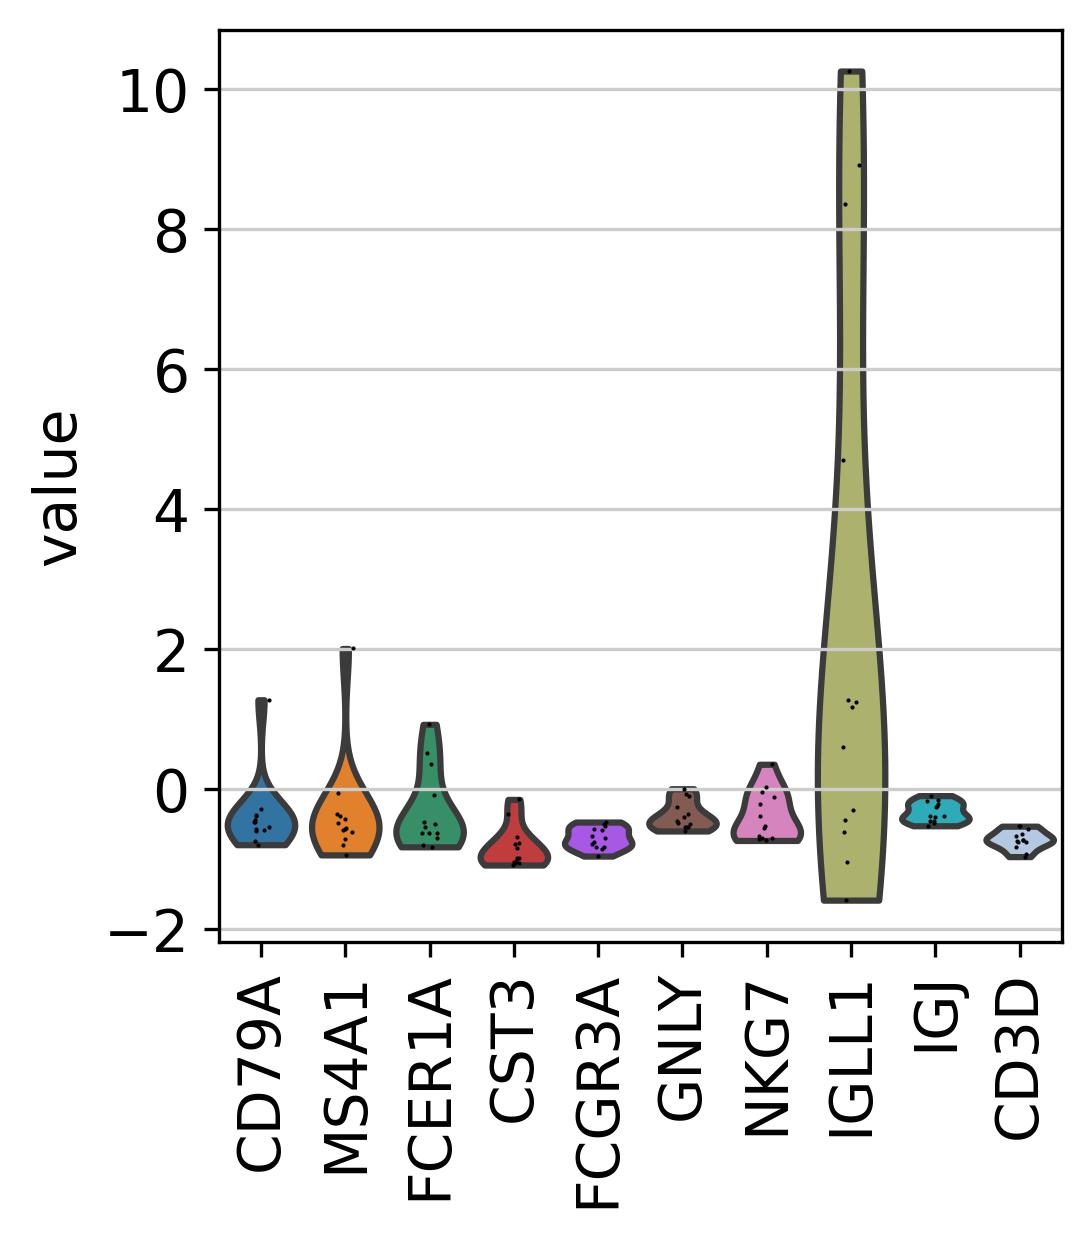 value
10
8
6
4
2
0
−2
CD79A
MS4A1
FCER1A
CST3
FCGR3A
GNLY
NKG7
IGLL1
IGJ
CD3D